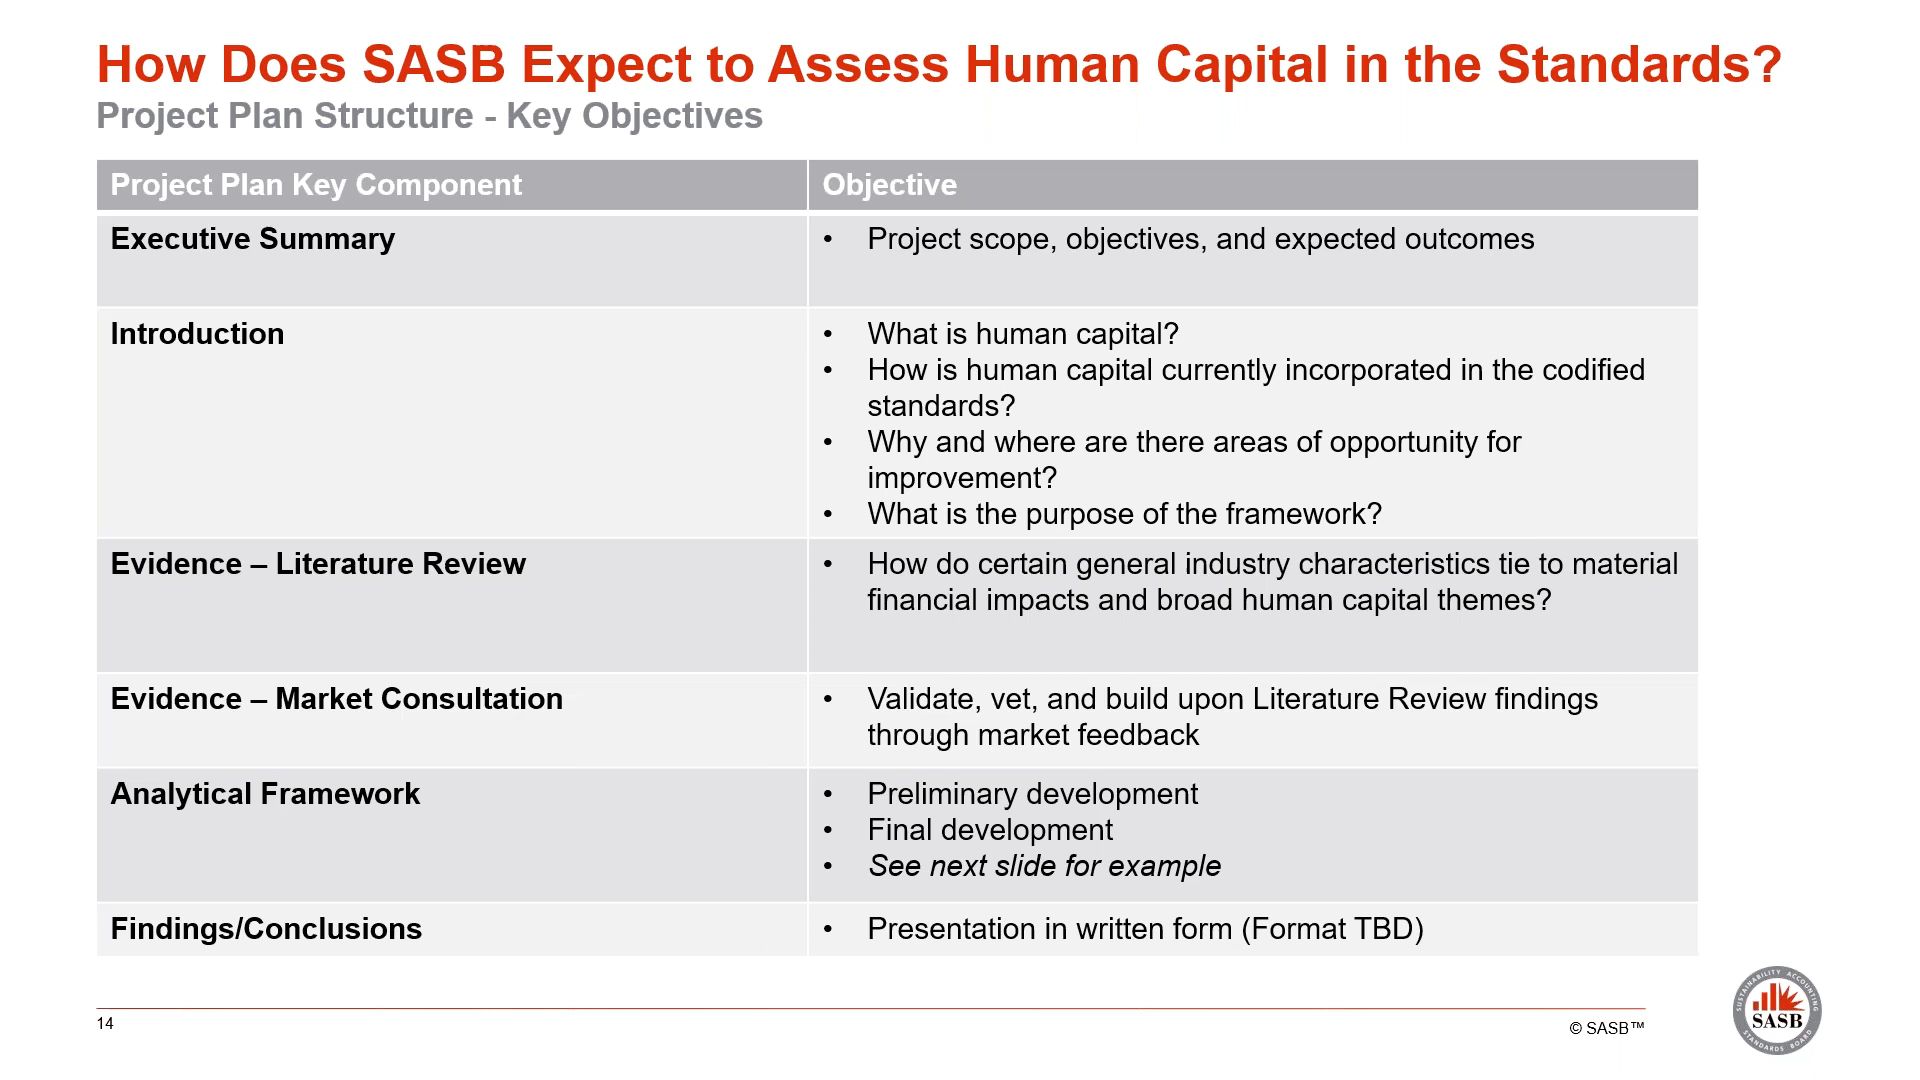 How Does SASB Expect to Assess Human Capital in the Standards?
Project Plan Structure - Key Objectives
Project Plan Key Component
Objective
Executive Summary
• Project scope, objectives, and expected outcomes
Introduction
• What is human capital?
• How is human capital currently incorporated in the codified
standards?
• Why and where are there areas of opportunity for
improvement?
• What is the purpose of the framework?
Evidence – Literature Review
• How do certain general industry characteristics tie to material
financial impacts and broad human capital themes?
Evidence – Market Consultation
• Validate, vet, and build upon Literature Review findings
through market feedback
Analytical Framework
• Preliminary development
• Final development
• See next slide for example
Findings/Conclusions
• Presentation in written form (Format TBD)
14
© SASB™
SUSTAINABILITY ACCOUNTING
SASB
STANDARDS BOARD